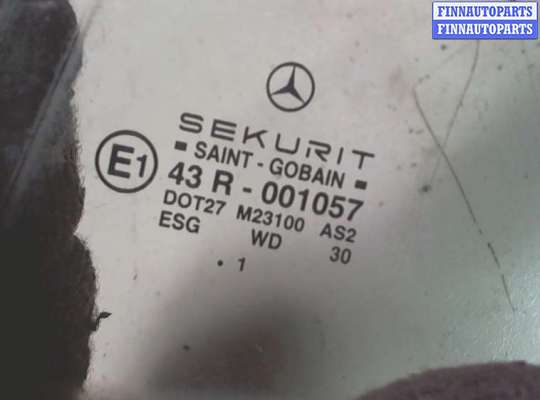 FINNAUTOPARTS
FINNAUTOPARTS
SEKURIT
▪ SAINT - GOBAIN ▪
E1
43 R - 001057
DOT27 M23100 AS2
ESG WD 30
• 1